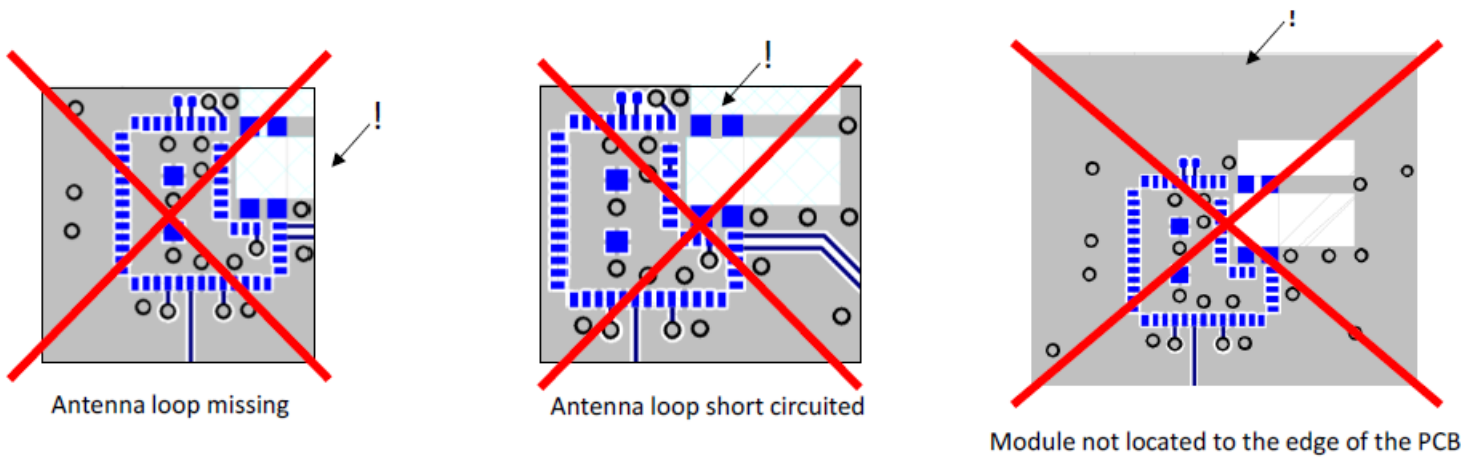 !
!
!
Antenna loop missing
Antenna loop short circuited
Module not located to the edge of the PCB